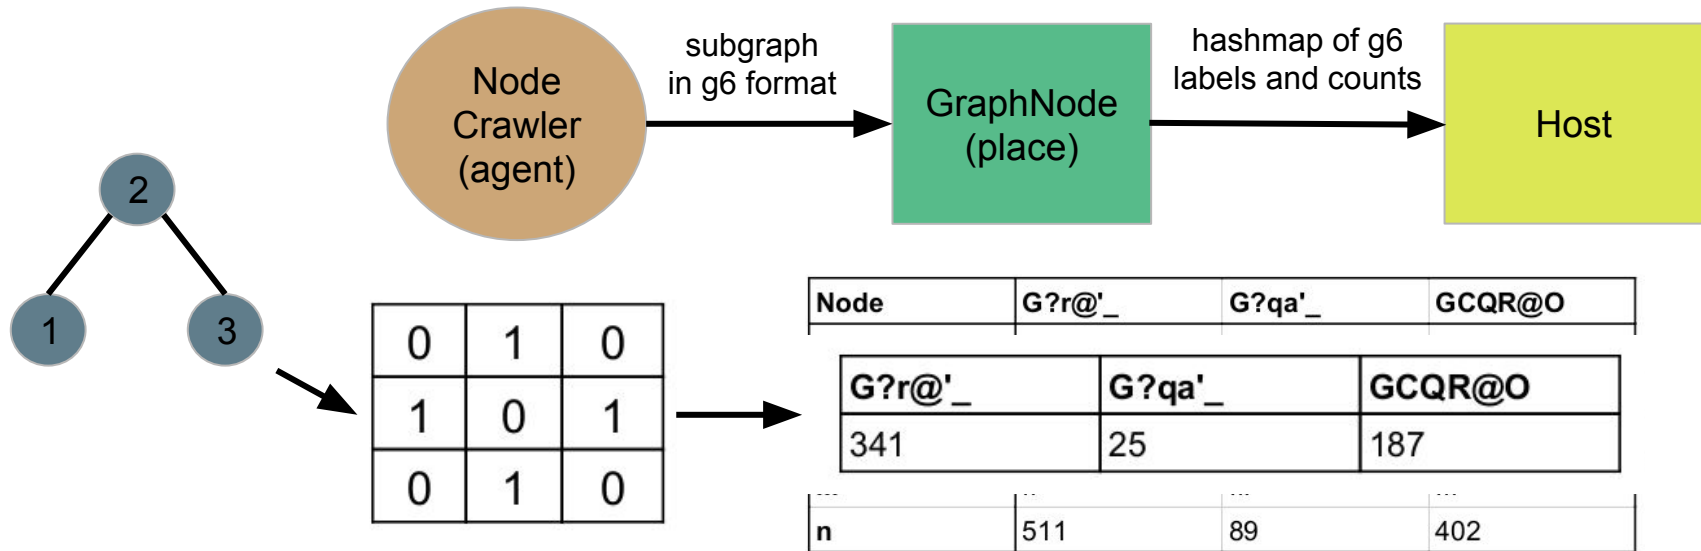 Node
Crawler
(agent)
subgraph
in g6 format
GraphNode
(place)
hashmap of g6
labels and counts
Host
2
1
3
0 1 0
1 0 1
0 1 0
Node G?r@'_ G?qa'_ GCQR@O
G?r@'_ G?qa'_ GCQR@O
341 25 187
n 511 89 402